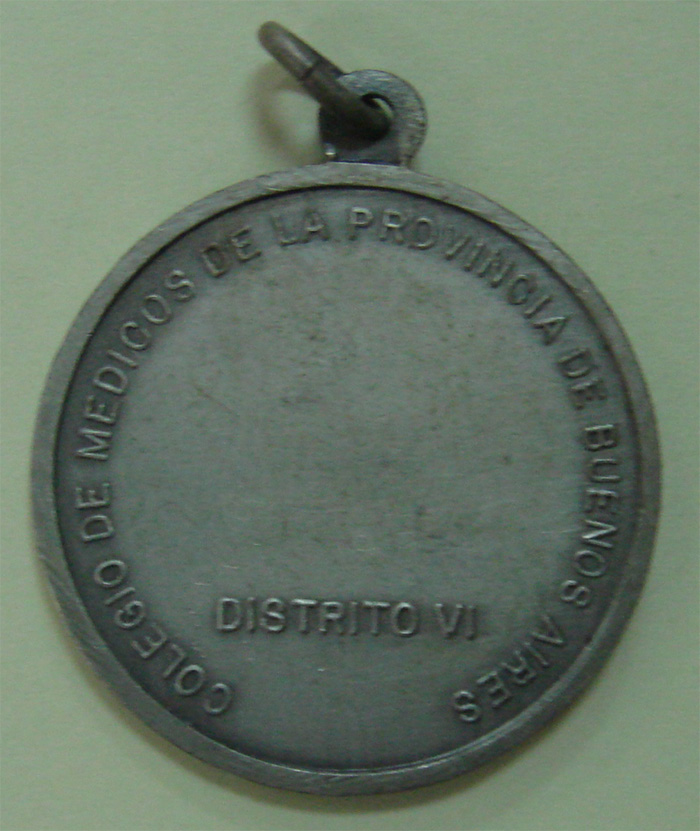 COLEGIO DE MEDICOS DE LA PROVINCIA DE BUENOS AIRES
DISTRITO VI